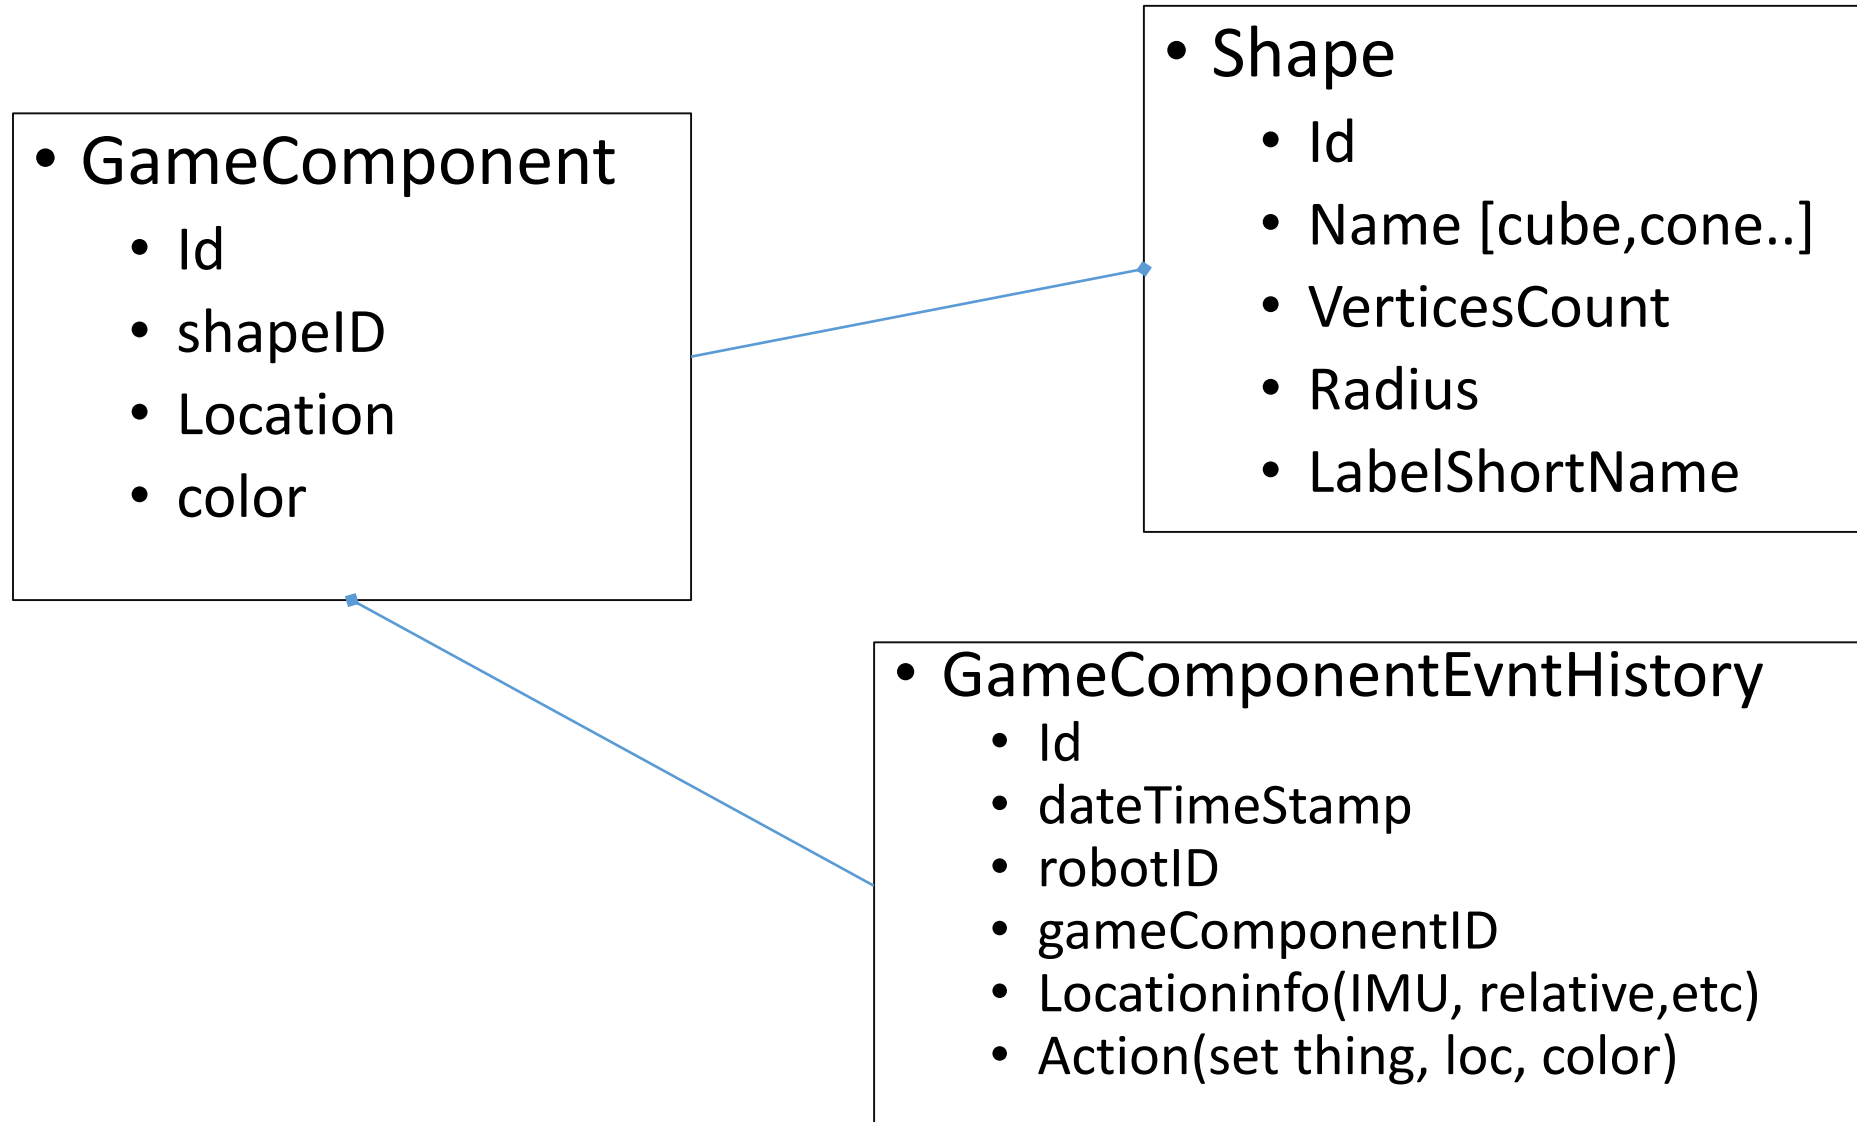 • GameComponent
• Id
• shapeID
• Location
• color
• Shape
• Id
• Name [cube,cone..]
• VerticesCount
• Radius
• LabelShortName
• GameComponentEvntHistory
• Id
• dateTimeStamp
• robotID
• gameComponentID
• Locationinfo(IMU, relative,etc)
• Action(set thing, loc, color)